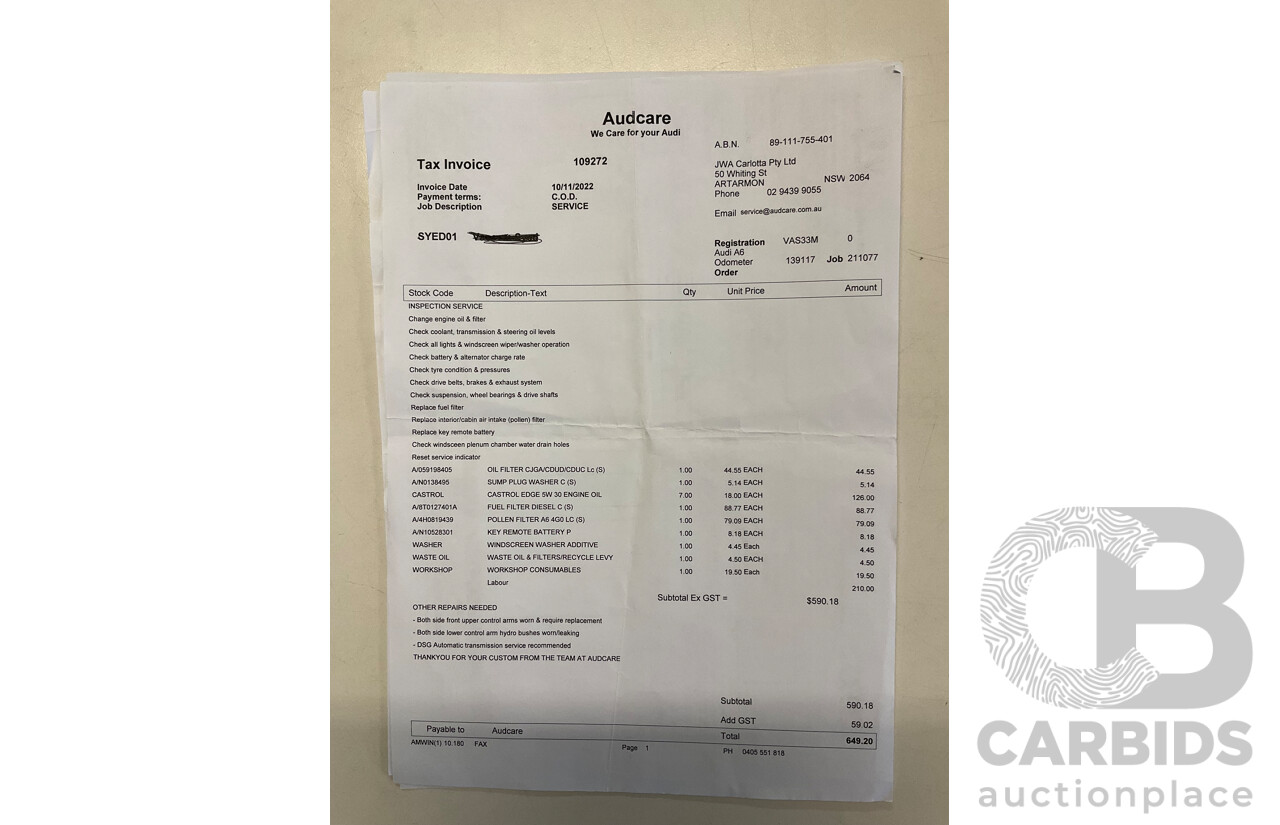 Audcare
We Care for your Audi
A.B.N. 89-111-755-401
Tax Invoice 109272
JWA Carlotta Pty Ltd
50 Whiting St
ARTARMON NSW 2064
Phone 02 9439 9055
Invoice Date 10/11/2022
Payment terms: C.O.D.
Job Description SERVICE
Email service@audcare.com.au
SYED01
Registration VAS33M 0
Audi A6
Odometer 139117 Job 211077
Order
Stock Code Description-Text Qty Unit Price Amount
INSPECTION SERVICE
Change engine oil & filter
Check coolant, transmission & steering oil levels
Check all lights & windscreen wiper/washer operation
Check battery & alternator charge rate
Check tyre condition & pressures
Check drive belts, brakes & exhaust system
Check suspension, wheel bearings & drive shafts
Replace fuel filter
Replace interior/cabin air intake (pollen) filter
Replace key remote battery
Check windsceen plenum chamber water drain holes
Reset service indicator
A/059198405 OIL FILTER CJGA/CDUD/CDUC Lc (S) 1.00 44.55 EACH 44.55
A/N0138495 SUMP PLUG WASHER C (S) 1.00 5.14 EACH 5.14
CASTROL CASTROL EDGE 5W 30 ENGINE OIL 7.00 18.00 EACH 126.00
A/8T0127401A FUEL FILTER DIESEL C (S) 1.00 88.77 EACH 88.77
A/4H0819439 POLLEN FILTER A6 4G0 LC (S) 1.00 79.09 EACH 79.09
A/N10528301 KEY REMOTE BATTERY P 1.00 8.18 EACH 8.18
WASHER WINDSCREEN WASHER ADDITIVE 1.00 4.45 Each 4.45
WASTE OIL WASTE OIL & FILTERS/RECYCLE LEVY 1.00 4.50 EACH 4.50
WORKSHOP WORKSHOP CONSUMABLES 1.00 19.50 Each 19.50
Labour 210.00
Subtotal Ex GST = $590.18
OTHER REPAIRS NEEDED
- Both side front upper control arms worn & require replacement
- Both side lower control arm hydro bushes worn/leaking
- DSG Automatic transmission service recommended
THANKYOU FOR YOUR CUSTOM FROM THE TEAM AT AUDCARE
Subtotal 590.18
Add GST 59.02
Payable to Audcare Total 649.20
AMWIN(1) 10.180 FAX Page 1 PH 0405 551 818
CB
CARBIDS
auctionplace